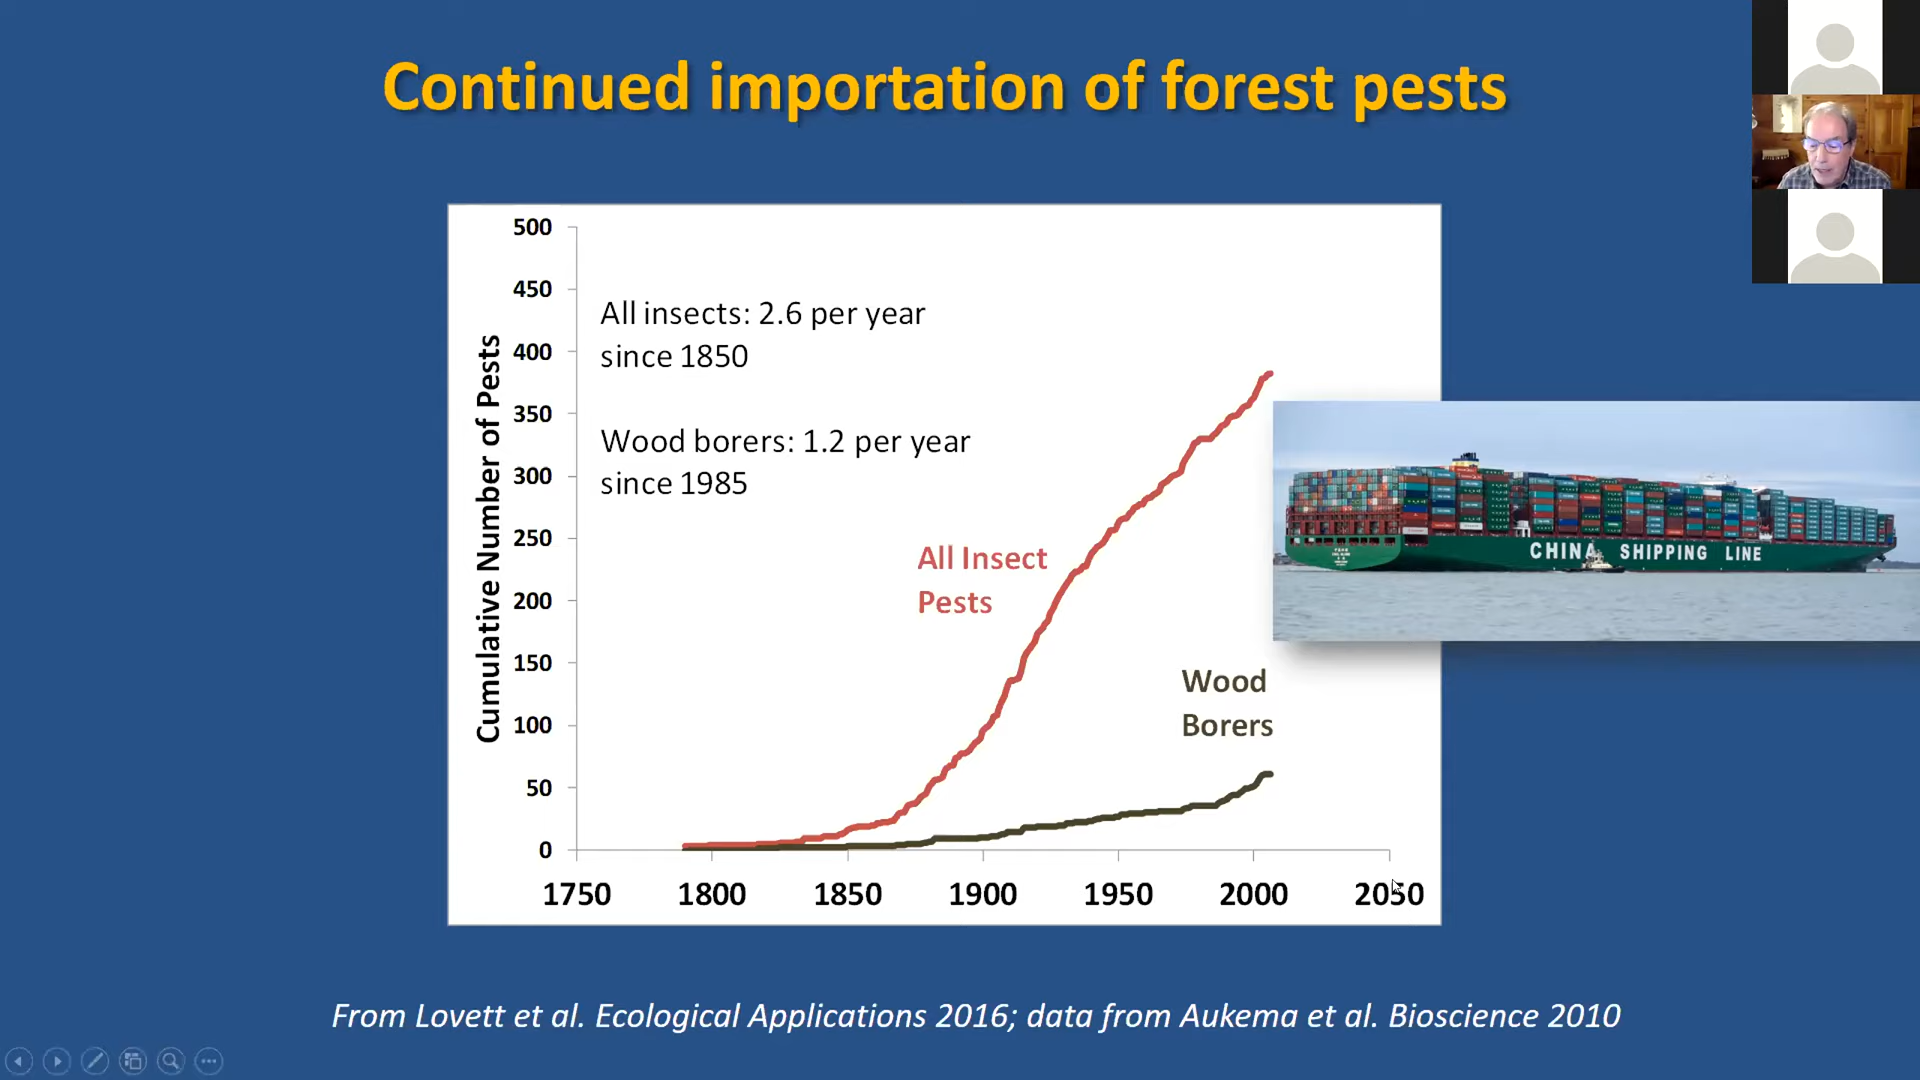 Continued importation of forest pests
500
450
400
350
300
250
200
150
100
50
0
Cumulative Number of Pests
All insects: 2.6 per year
since 1850
Wood borers: 1.2 per year
since 1985
All Insect
Pests
Wood
Borers
CHINA SHIPPING LINE
1750 1800 1850 1900 1950 2000 2050
From Lovett et al. Ecological Applications 2016; data from Aukema et al. Bioscience 2010